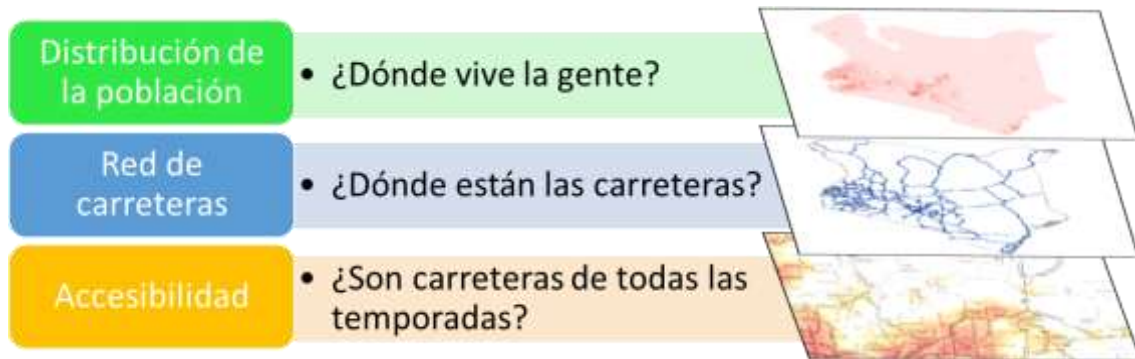 Distribución de
la población
• ¿Dónde vive la gente?
Red de
carreteras
• ¿Dónde están las carreteras?
Accesibilidad
• ¿Son carreteras de todas las
temporadas?